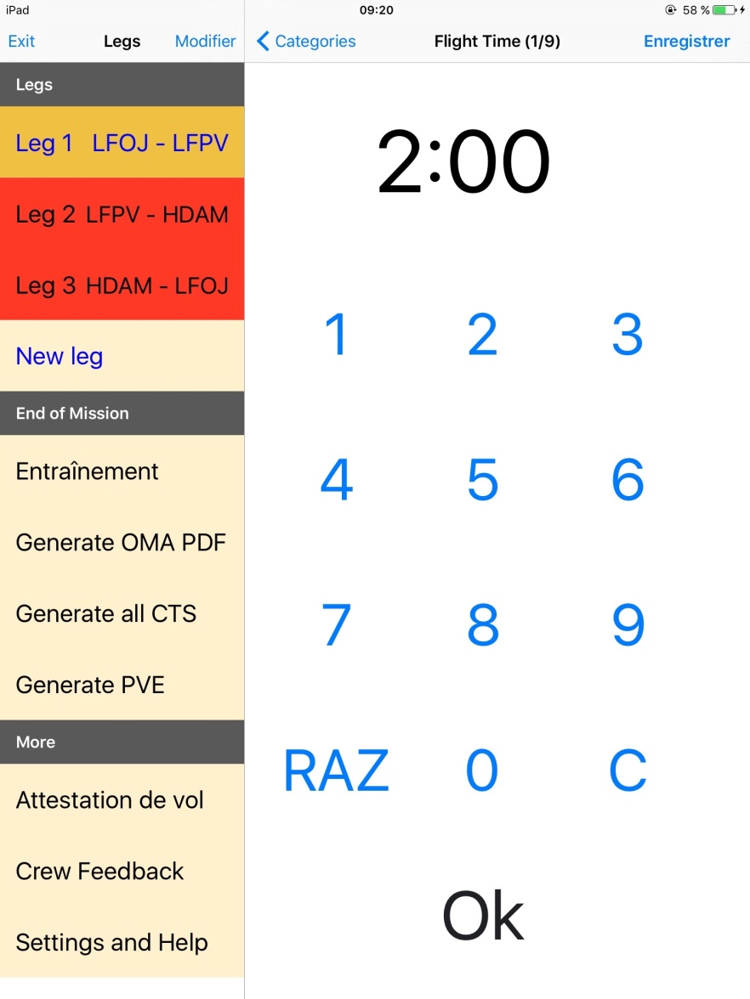 iPad 09:20 58 %
Exit Legs Modifier
Categories Flight Time (1/9) Enregistrer
Legs
Leg 1 LFOJ - LFPV
Leg 2 LFPV - HDAM
Leg 3 HDAM - LFOJ
New leg
End of Mission
Entraînement
Generate OMA PDF
Generate all CTS
Generate PVE
More
Attestation de vol
Crew Feedback
Settings and Help
2:00
1 2 3
4 5 6
7 8 9
RAZ 0 C
Ok